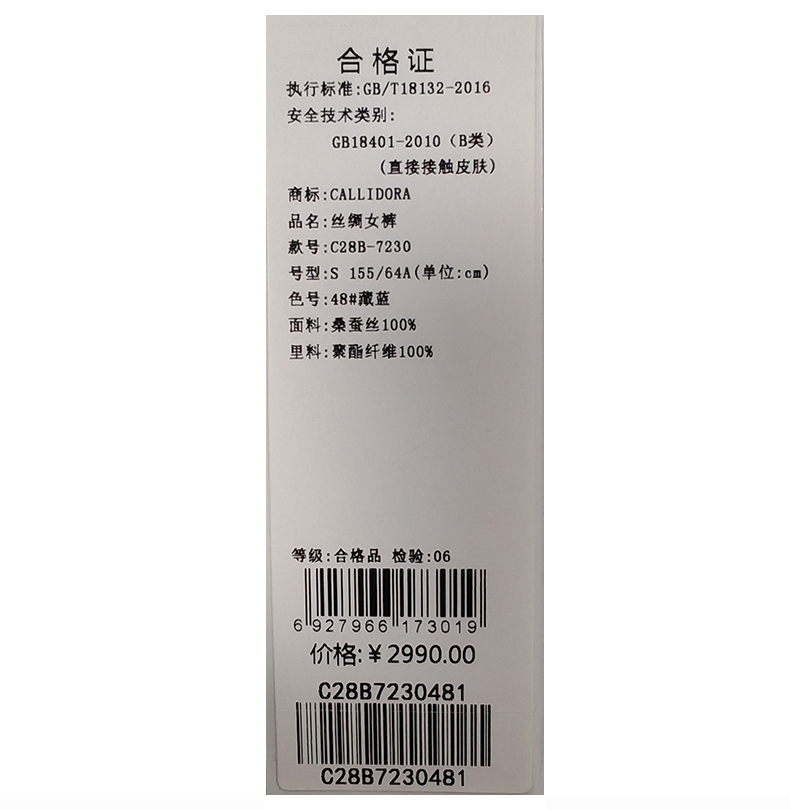 合格证
执行标准:GB/T18132-2016
安全技术类别:
GB18401-2010（B类）
(直接接触皮肤)
商标:CALLIDORA
品名:丝绸女裤
款号:C28B-7230
号型:S 155/64A(单位:cm)
色号:48#藏蓝
面料:桑蚕丝100%
里料:聚酯纤维100%
等级:合格品 检验:06
6 927966 173019
价格:￥2990.00
C28B7230481
C28B7230481